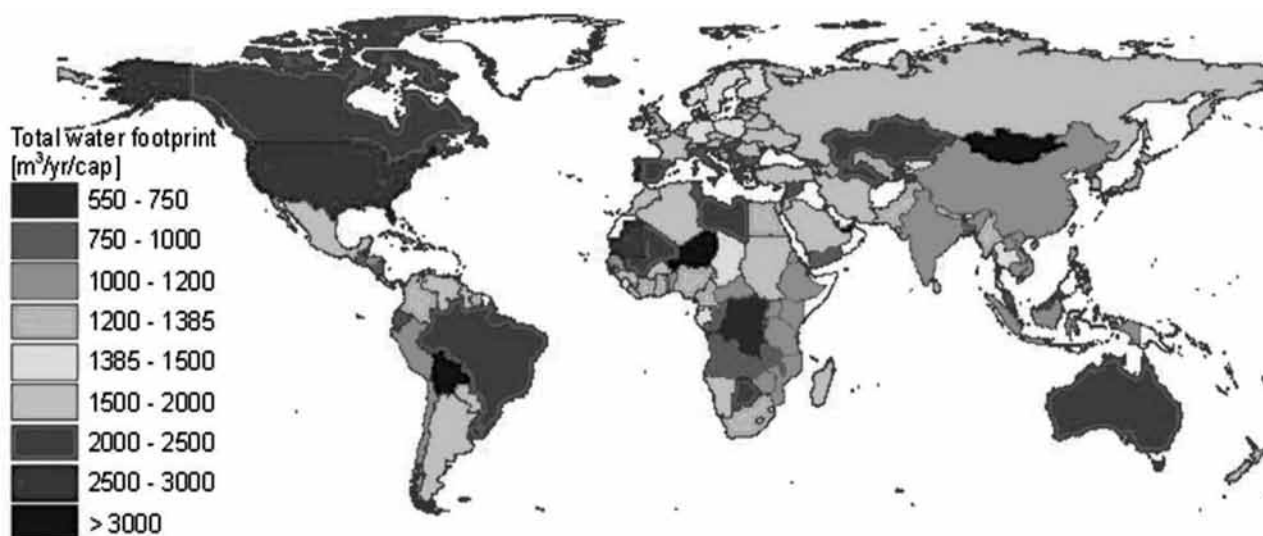 Total water footprint
[m³/yr/cap]
550 - 750
750 - 1000
1000 - 1200
1200 - 1385
1385 - 1500
1500 - 2000
2000 - 2500
2500 - 3000
> 3000